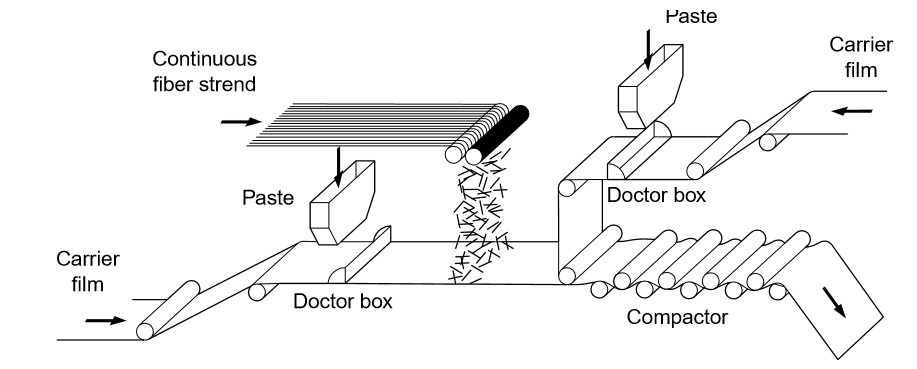 Paste
Carrier
film
Continuous
fiber strend
Doctor box
Paste
Carrier
film
Doctor box
Compactor